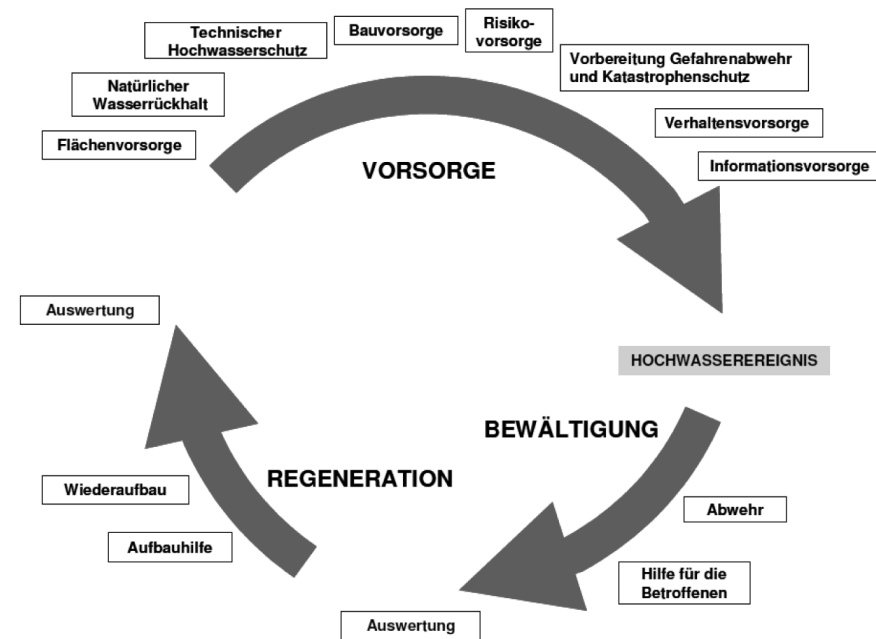 Technischer
Hochwasserschutz
Bauvorsorge
Risiko-
vorsorge
Vorbereitung Gefahrenabwehr
und Katastrophenschutz
Natürlicher
Wasserrückhalt
Verhaltensvorsorge
Flächenvorsorge
Informationsvorsorge
VORSORGE
Auswertung
HOCHWASSEREREIGNIS
BEWÄLTIGUNG
REGENERATION
Wiederaufbau
Abwehr
Aufbauhilfe
Hilfe für die
Betroffenen
Auswertung